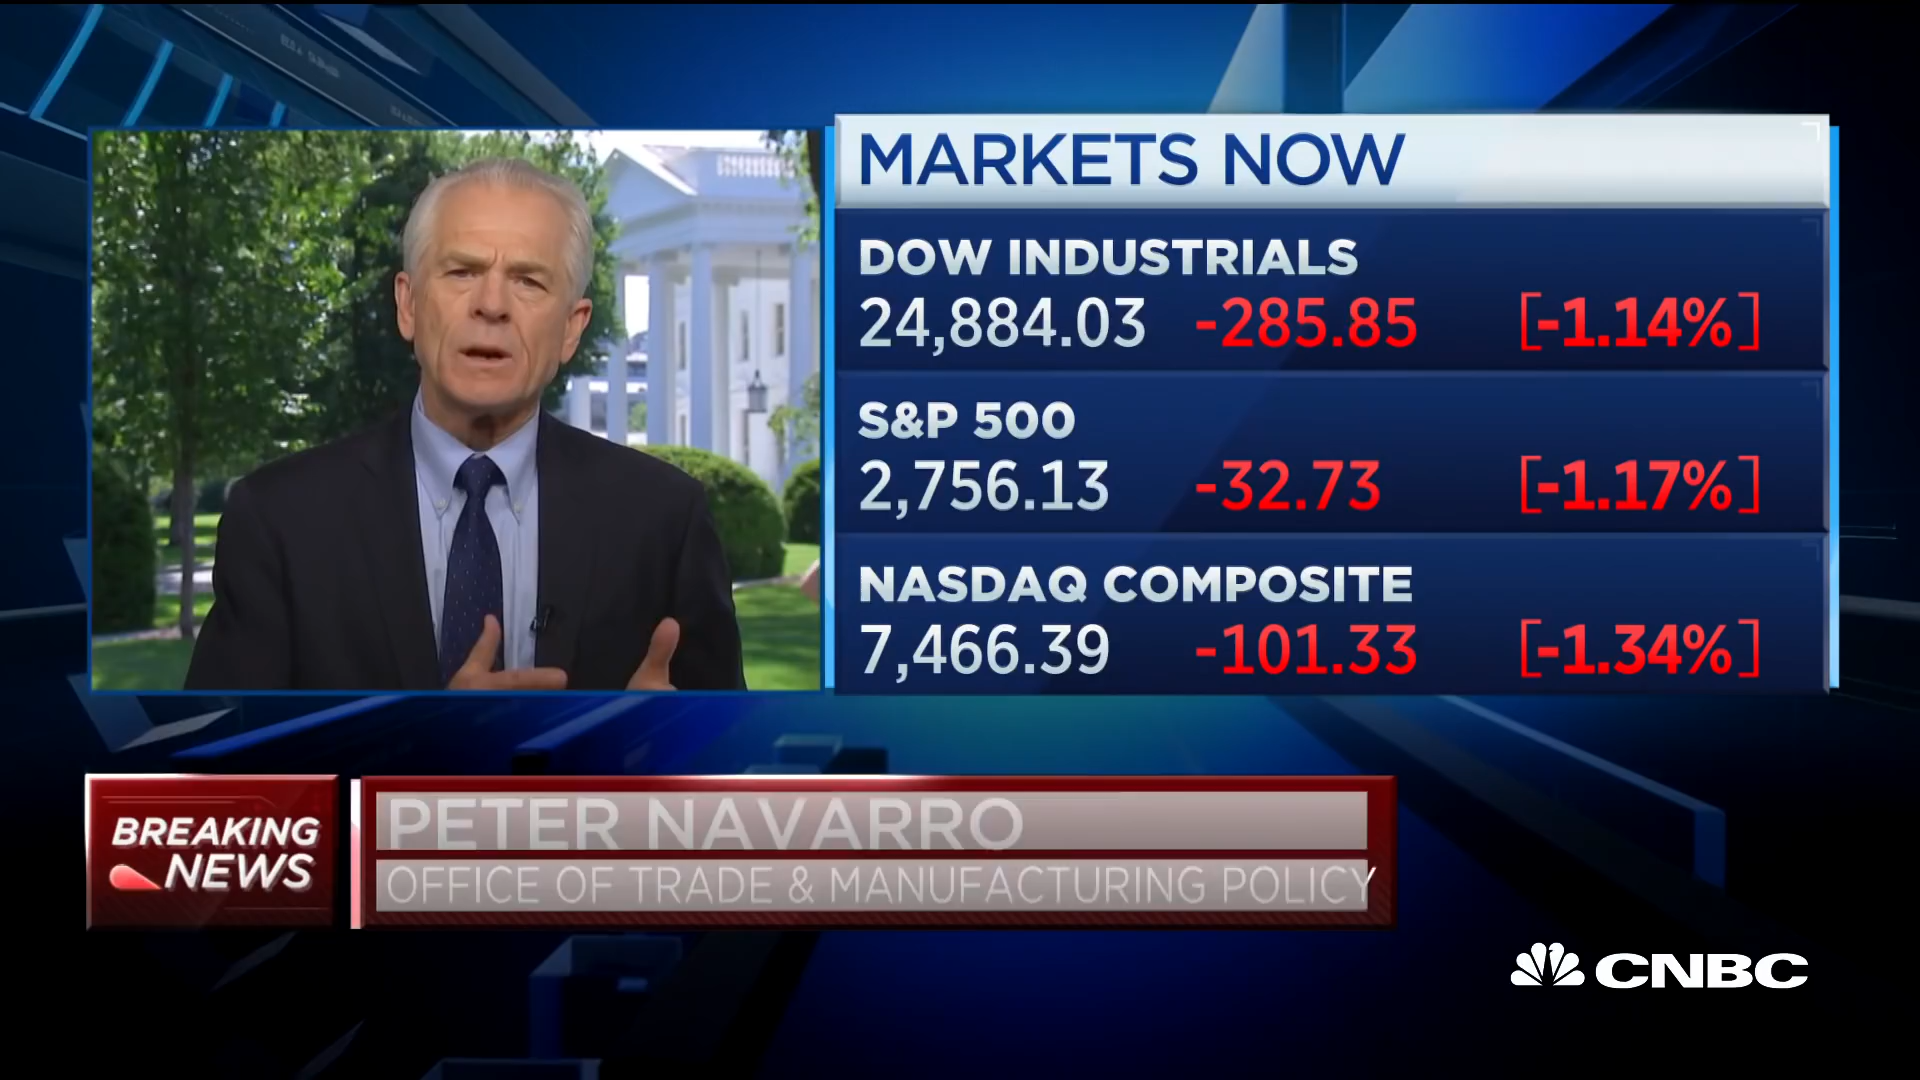 MARKETS NOW
DOW INDUSTRIALS
24,884.03 -285.85 [-1.14%]
S&P 500
2,756.13 -32.73 [-1.17%]
NASDAQ COMPOSITE
7,466.39 -101.33 [-1.34%]
BREAKING
NEWS
PETER NAVARRO
OFFICE OF TRADE & MANUFACTURING POLICY
CNBC